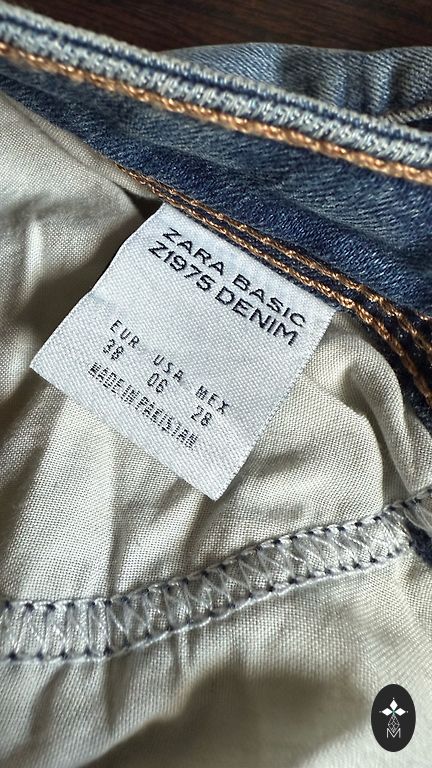 ZARA BASIC
Z1975 DENIM
EUR USA MEX
38 06 28
MADE IN PAKISTAN